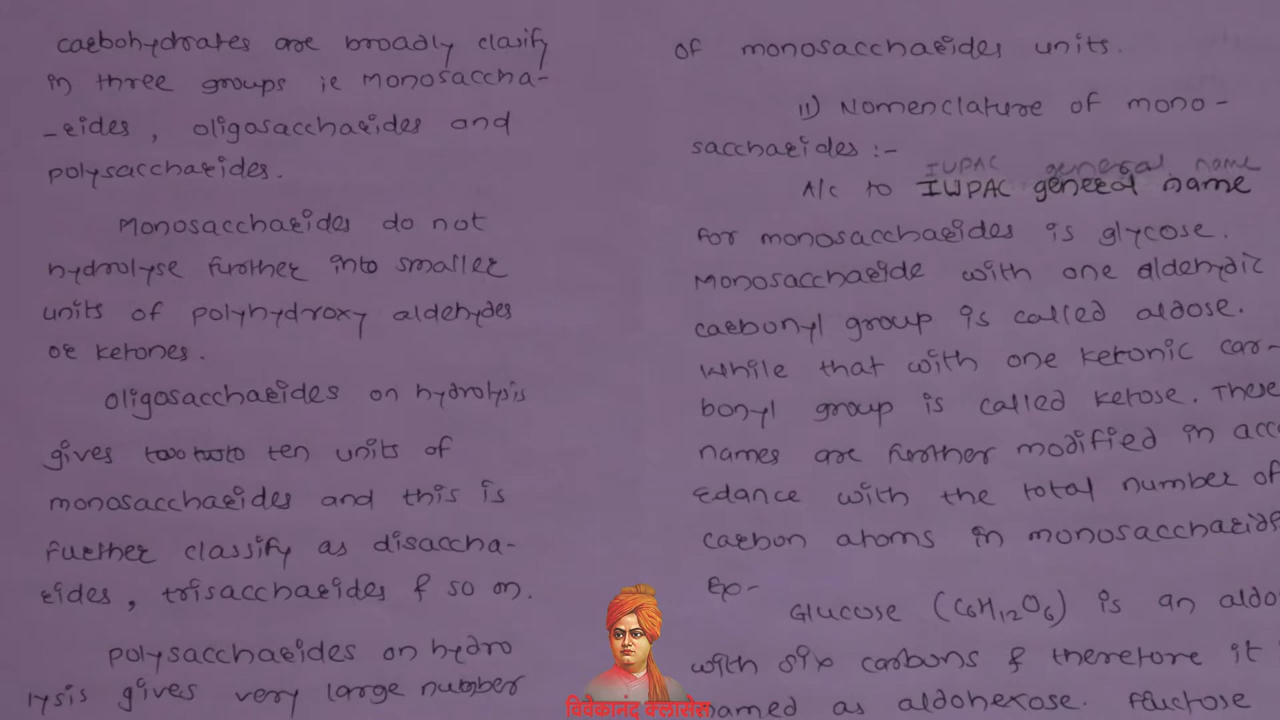 carbohydrates are broadly clasify
in three groups ie Monosaccha-
-rides, oligosaccharides and
polysaccharides.
Monosaccharides do not
hydrolyse further into smaller
units of polyhydroxy aldehydes
or ketones.
oligosaccharides on hydrolysis
gives two to ten units of
monosaccharides and this is
further classify as disaccha-
rides, trisaccharides & so on.
polysaccharides on hydro
lysis gives very large number
of monosaccharides units.
ii) Nomenclature of mono-
saccharides :-
IUPAC general name
A/c to IUPAC general name
for monosaccharides is glycose.
Monosaccharide with one aldehydic
carbonyl group is called aldose.
While that with one ketonic car-
bonyl group is called ketose. These
names are further modified in acco
rdance with the total number of
carbon atoms in monosaccharids
Ex-
Glucose (C6H12O6) is an aldo
with six carbons & therefore it
named as aldohexose. fructose
विवेकानंद क्लासेस